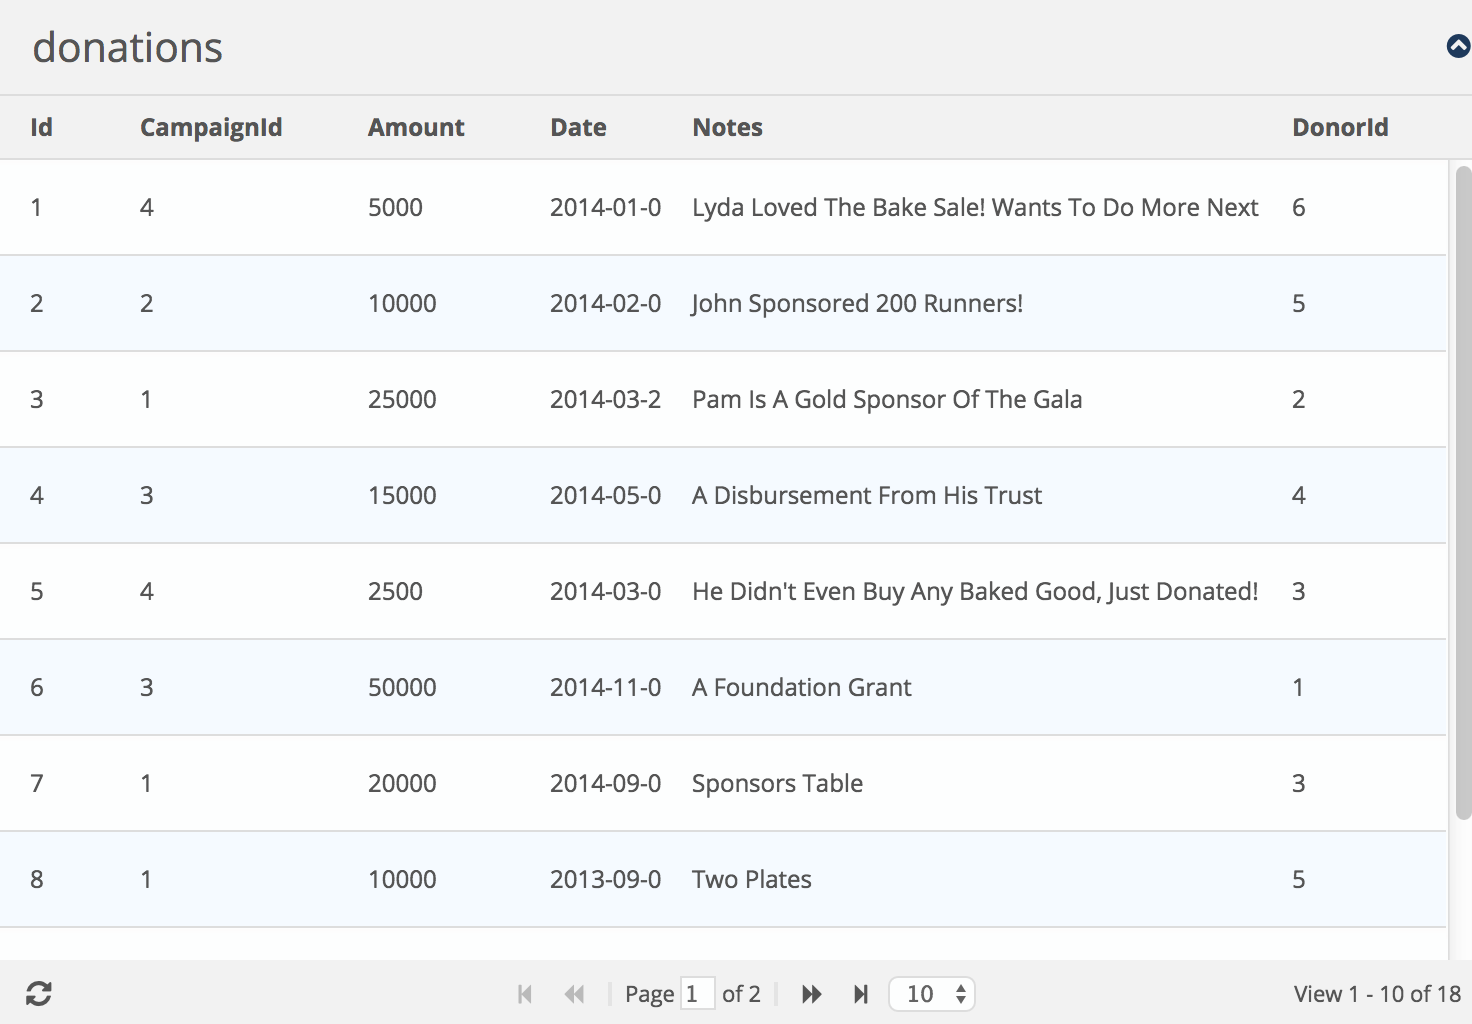 donations
Id CampaignId Amount Date Notes DonorId
1 4 5000 2014-01-0 Lyda Loved The Bake Sale! Wants To Do More Next 6
2 2 10000 2014-02-0 John Sponsored 200 Runners! 5
3 1 25000 2014-03-2 Pam Is A Gold Sponsor Of The Gala 2
4 3 15000 2014-05-0 A Disbursement From His Trust 4
5 4 2500 2014-03-0 He Didn't Even Buy Any Baked Good, Just Donated! 3
6 3 50000 2014-11-0 A Foundation Grant 1
7 1 20000 2014-09-0 Sponsors Table 3
8 1 10000 2013-09-0 Two Plates 5
Page 1 of 2 10 View 1 - 10 of 18